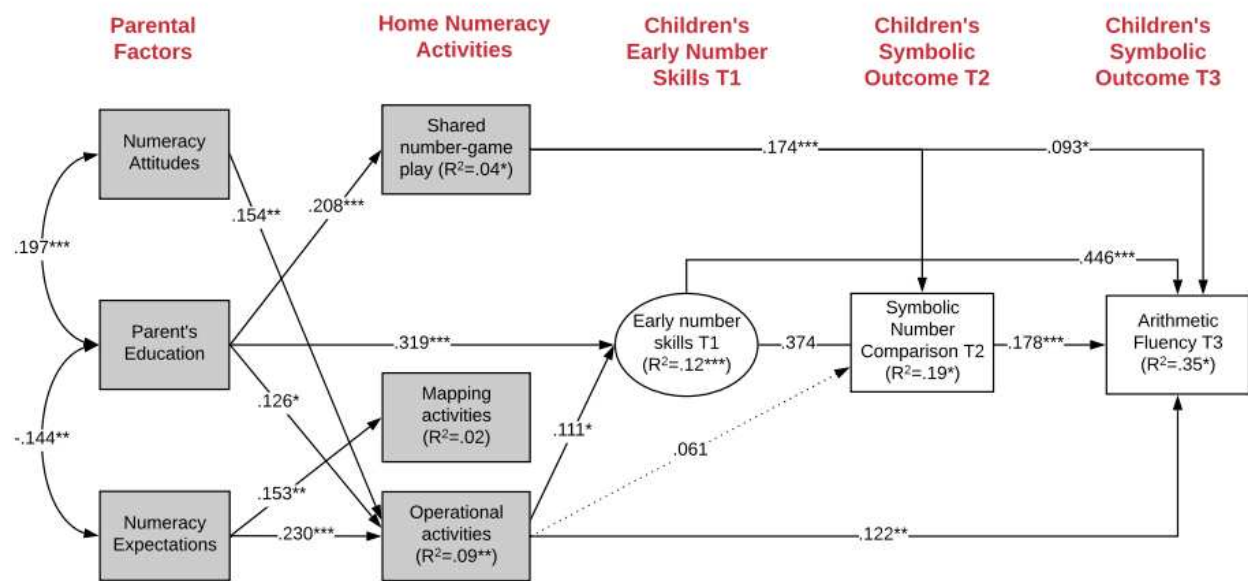 Parental
Factors
Home Numeracy
Activities
Children's
Early Number
Skills T1
Children's
Symbolic
Outcome T2
Children's
Symbolic
Outcome T3
Numeracy
Attitudes
Shared
number-game
play (R²=.04*)
.174***
.093*
.208***
.154**
.197***
.446***
Parent's
Education
.319***
Early number
skills T1
(R²=.12***)
.374
Symbolic
Number
Comparison T2
(R²=.19*)
.178***
Arithmetic
Fluency T3
(R²=.35*)
.126*
Mapping
activities
(R²=.02)
.111*
-.144**
.061
.153**
Numeracy
Expectations
.230***
Operational
activities
(R²=.09**)
.122**